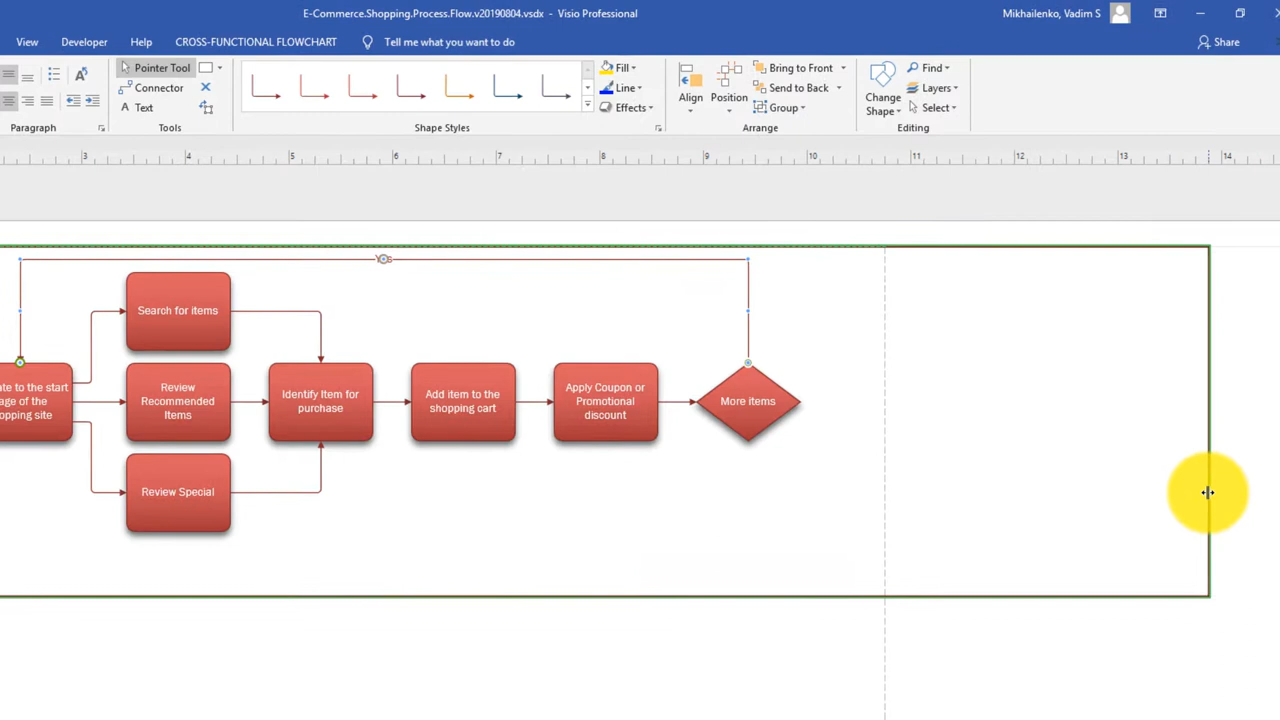 E-Commerce.Shopping.Process.Flow.v20190804.vsdx - Visio Professional
Mikhailenko, Vadim S
View Developer Help CROSS-FUNCTIONAL FLOWCHART Tell me what you want to do
Share
Pointer Tool
Connector
A Text
Paragraph
Tools
Fill
Line
Effects
Shape Styles
Align
Position
Bring to Front
Send to Back
Group
Arrange
Change
Shape
Find
Layers
Select
Editing
3 4 5 6 7 8 9 10 11 12 13 14
Search for items
ate to the start
age of the
opping site
Review
Recommended
Items
Identify Item for
purchase
Add item to the
shopping cart
Apply Coupon or
Promotional
discount
More items
Review Special